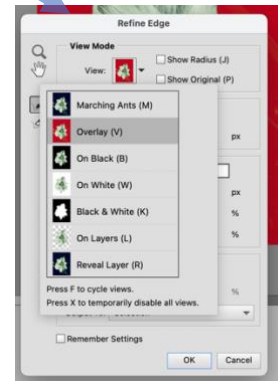 Refine Edge
View Mode
View:
Show Radius (J)
Show Original (P)
Marching Ants (M)
Overlay (V)
px
On Black (B)
On White (W)
px
Black & White (K)
%
On Layers (L)
%
Reveal Layer (R)
Press F to cycle views.
%
Press X to temporarily disable all views.
Remember Settings
OK
Cancel